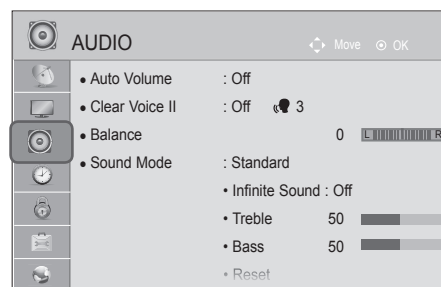 AUDIO
Move OK
• Auto Volume : Off
• Clear Voice II : Off 3
• Balance 0 L R
• Sound Mode : Standard
• Infinite Sound : Off
• Treble 50
• Bass 50
• Reset